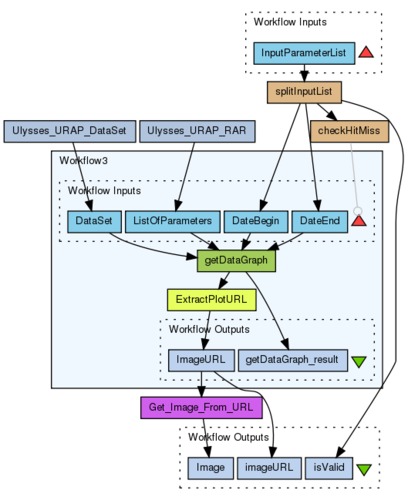 Workflow Inputs
InputParameterList
splitInputList
Ulysses_URAP_DataSet Ulysses_URAP_RAR checkHitMiss
Workflow3
Workflow Inputs
DataSet ListOfParameters DateBegin DateEnd
getDataGraph
ExtractPlotURL
Workflow Outputs
ImageURL getDataGraph_result
Get_Image_From_URL
Workflow Outputs
Image imageURL isValid